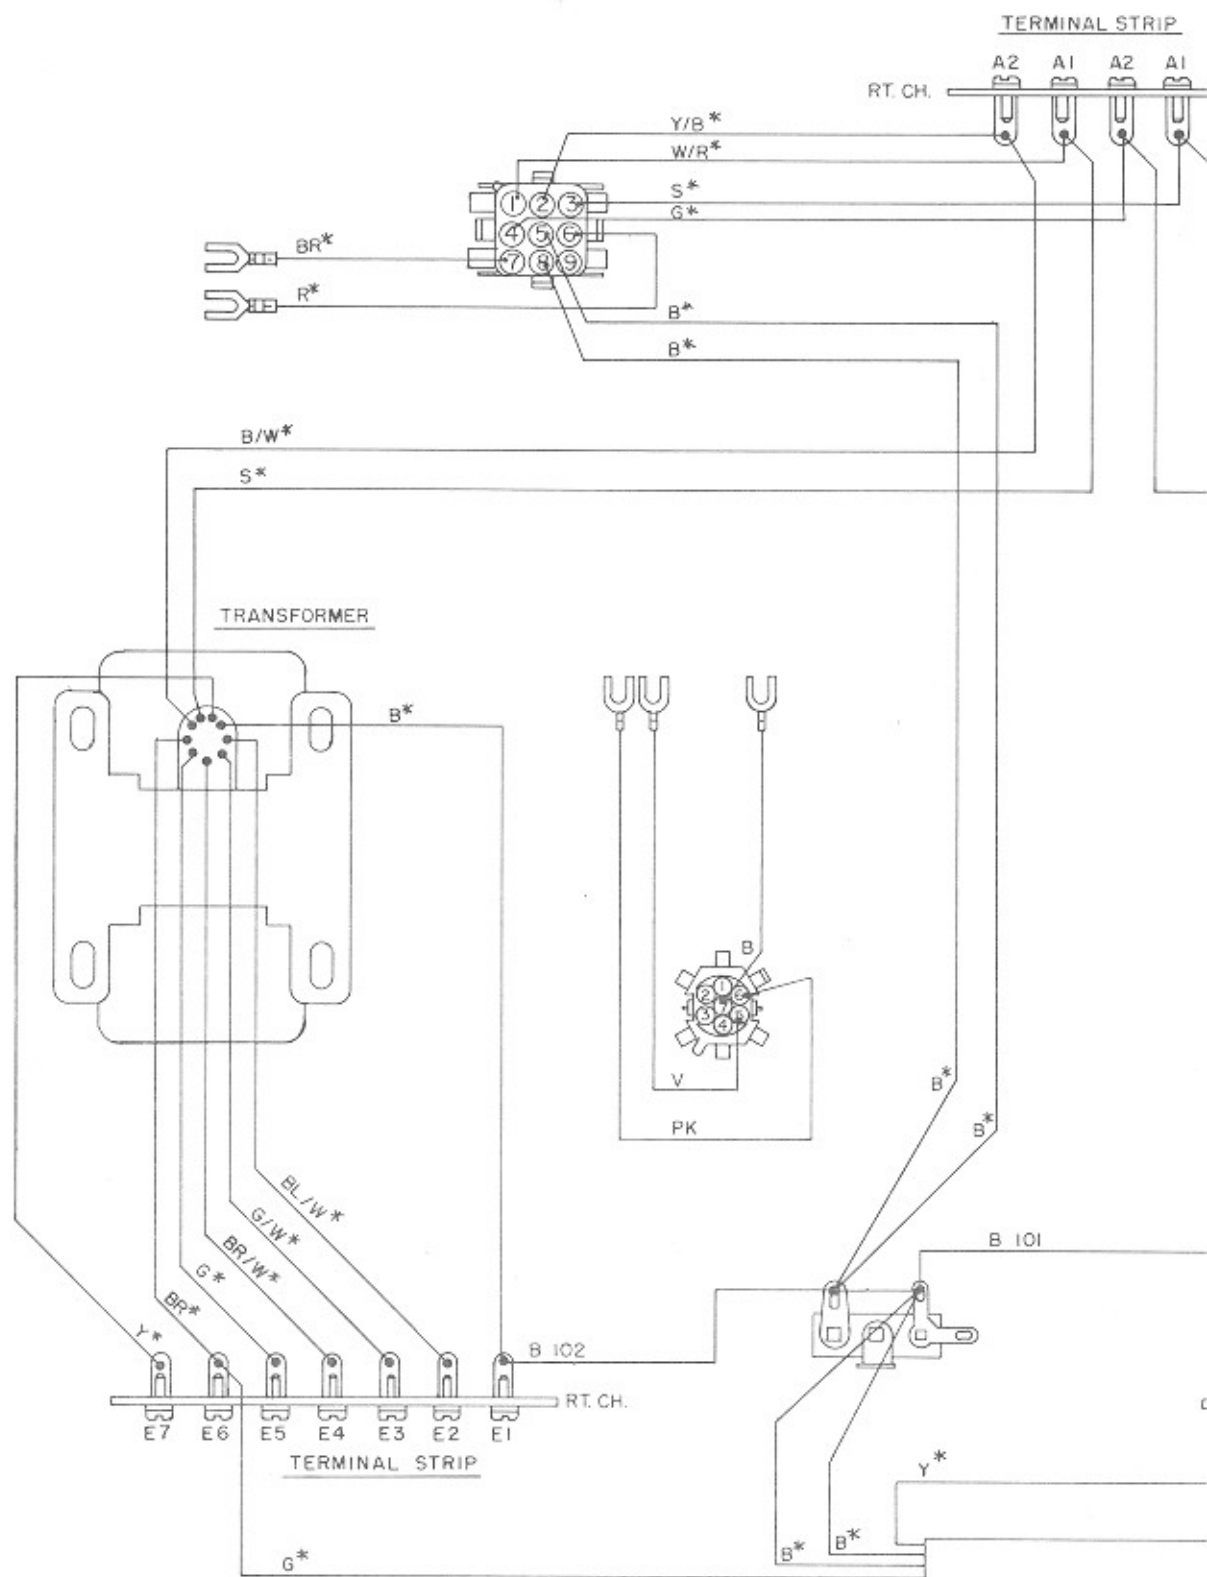 TERMINAL STRIP
A2 A1 A2 A1
RT. CH.
Y/B*
W/R*
S*
G*
1 2 3
4 5 6
7 8 9
BR*
R*
B*
B*
B/W*
S*
TRANSFORMER
B*
B
1
2 6
7
3 5
4
V
PK
B*
B*
BL/W*
G/W*
BR/W*
G*
BR*
Y*
B 101
B 102
RT. CH.
E7 E6 E5 E4 E3 E2 E1
TERMINAL STRIP
Y*
B*
B*
G*